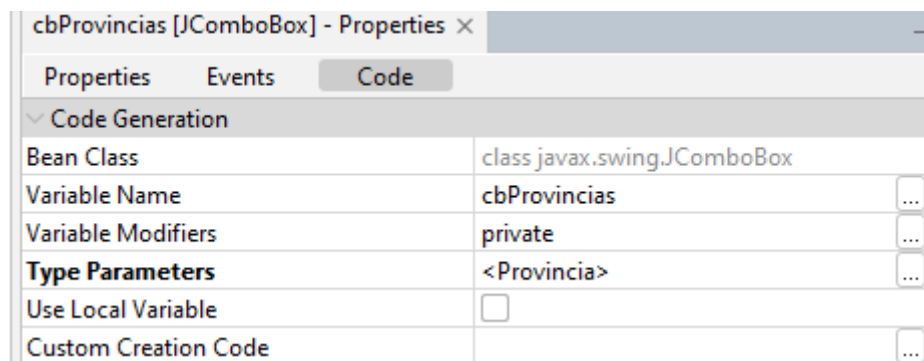 cbProvincias [JComboBox] - Properties ×
Properties Events Code
Code Generation
Bean Class class javax.swing.JComboBox
Variable Name cbProvincias ...
Variable Modifiers private ...
Type Parameters <Provincia> ...
Use Local Variable
Custom Creation Code ...